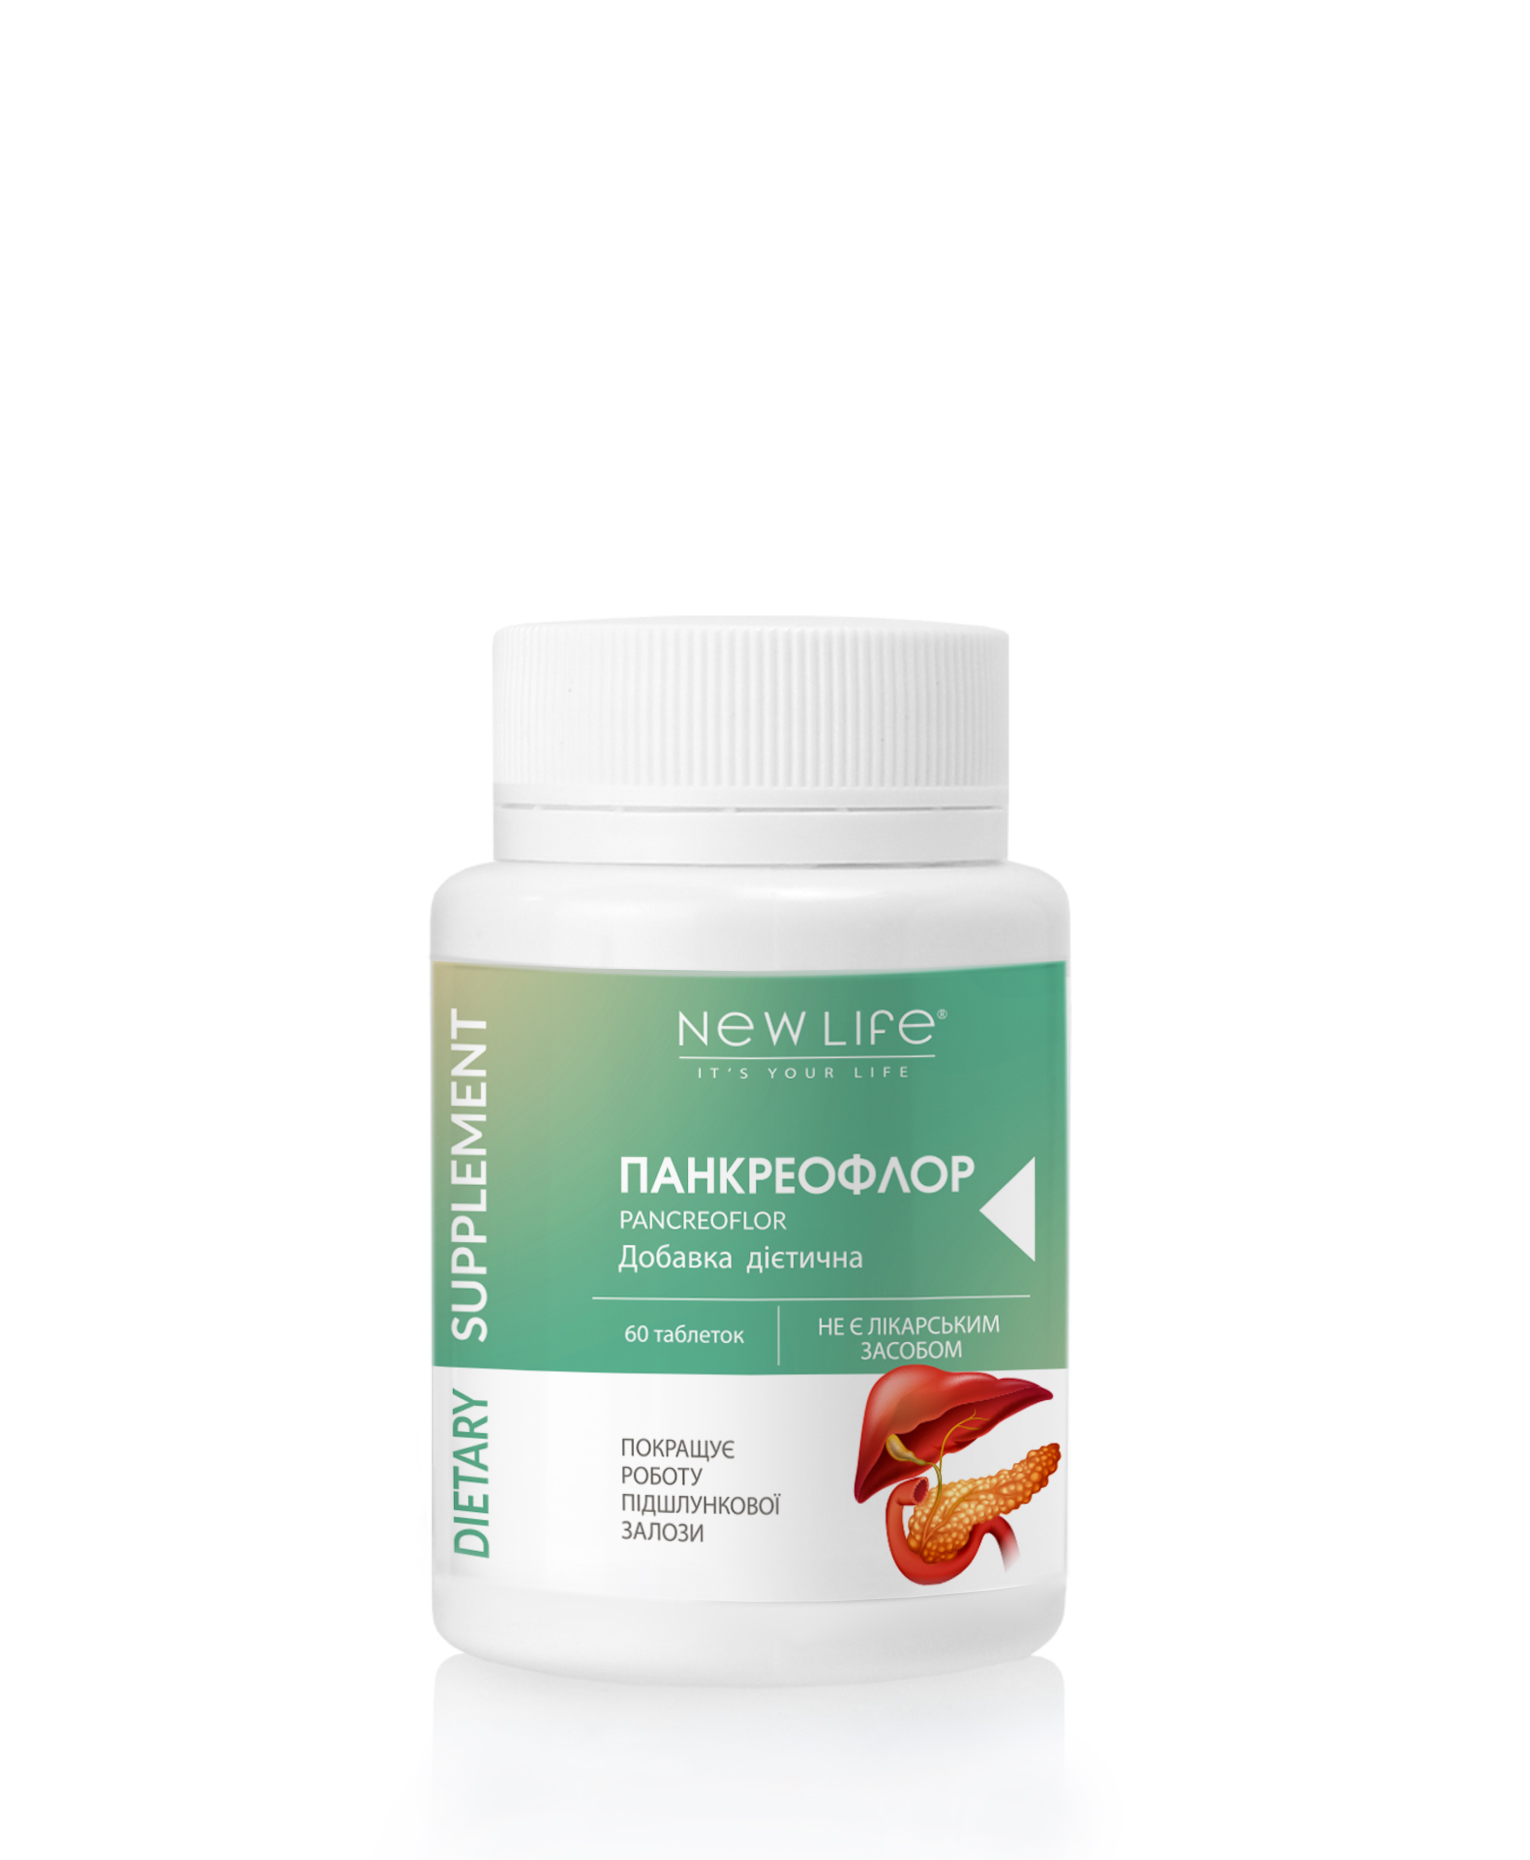 NEW LIFE®
IT'S YOUR LIFE
ПАНКРЕОФЛОР
PANCREOFLOR
Добавка дієтична
60 таблеток
НЕ Є ЛІКАРСЬКИМ
ЗАСОБОМ
ПОКРАЩУЄ
РОБОТУ
ПІДШЛУНКОВОЇ
ЗАЛОЗИ
DIETARY SUPPLEMENT